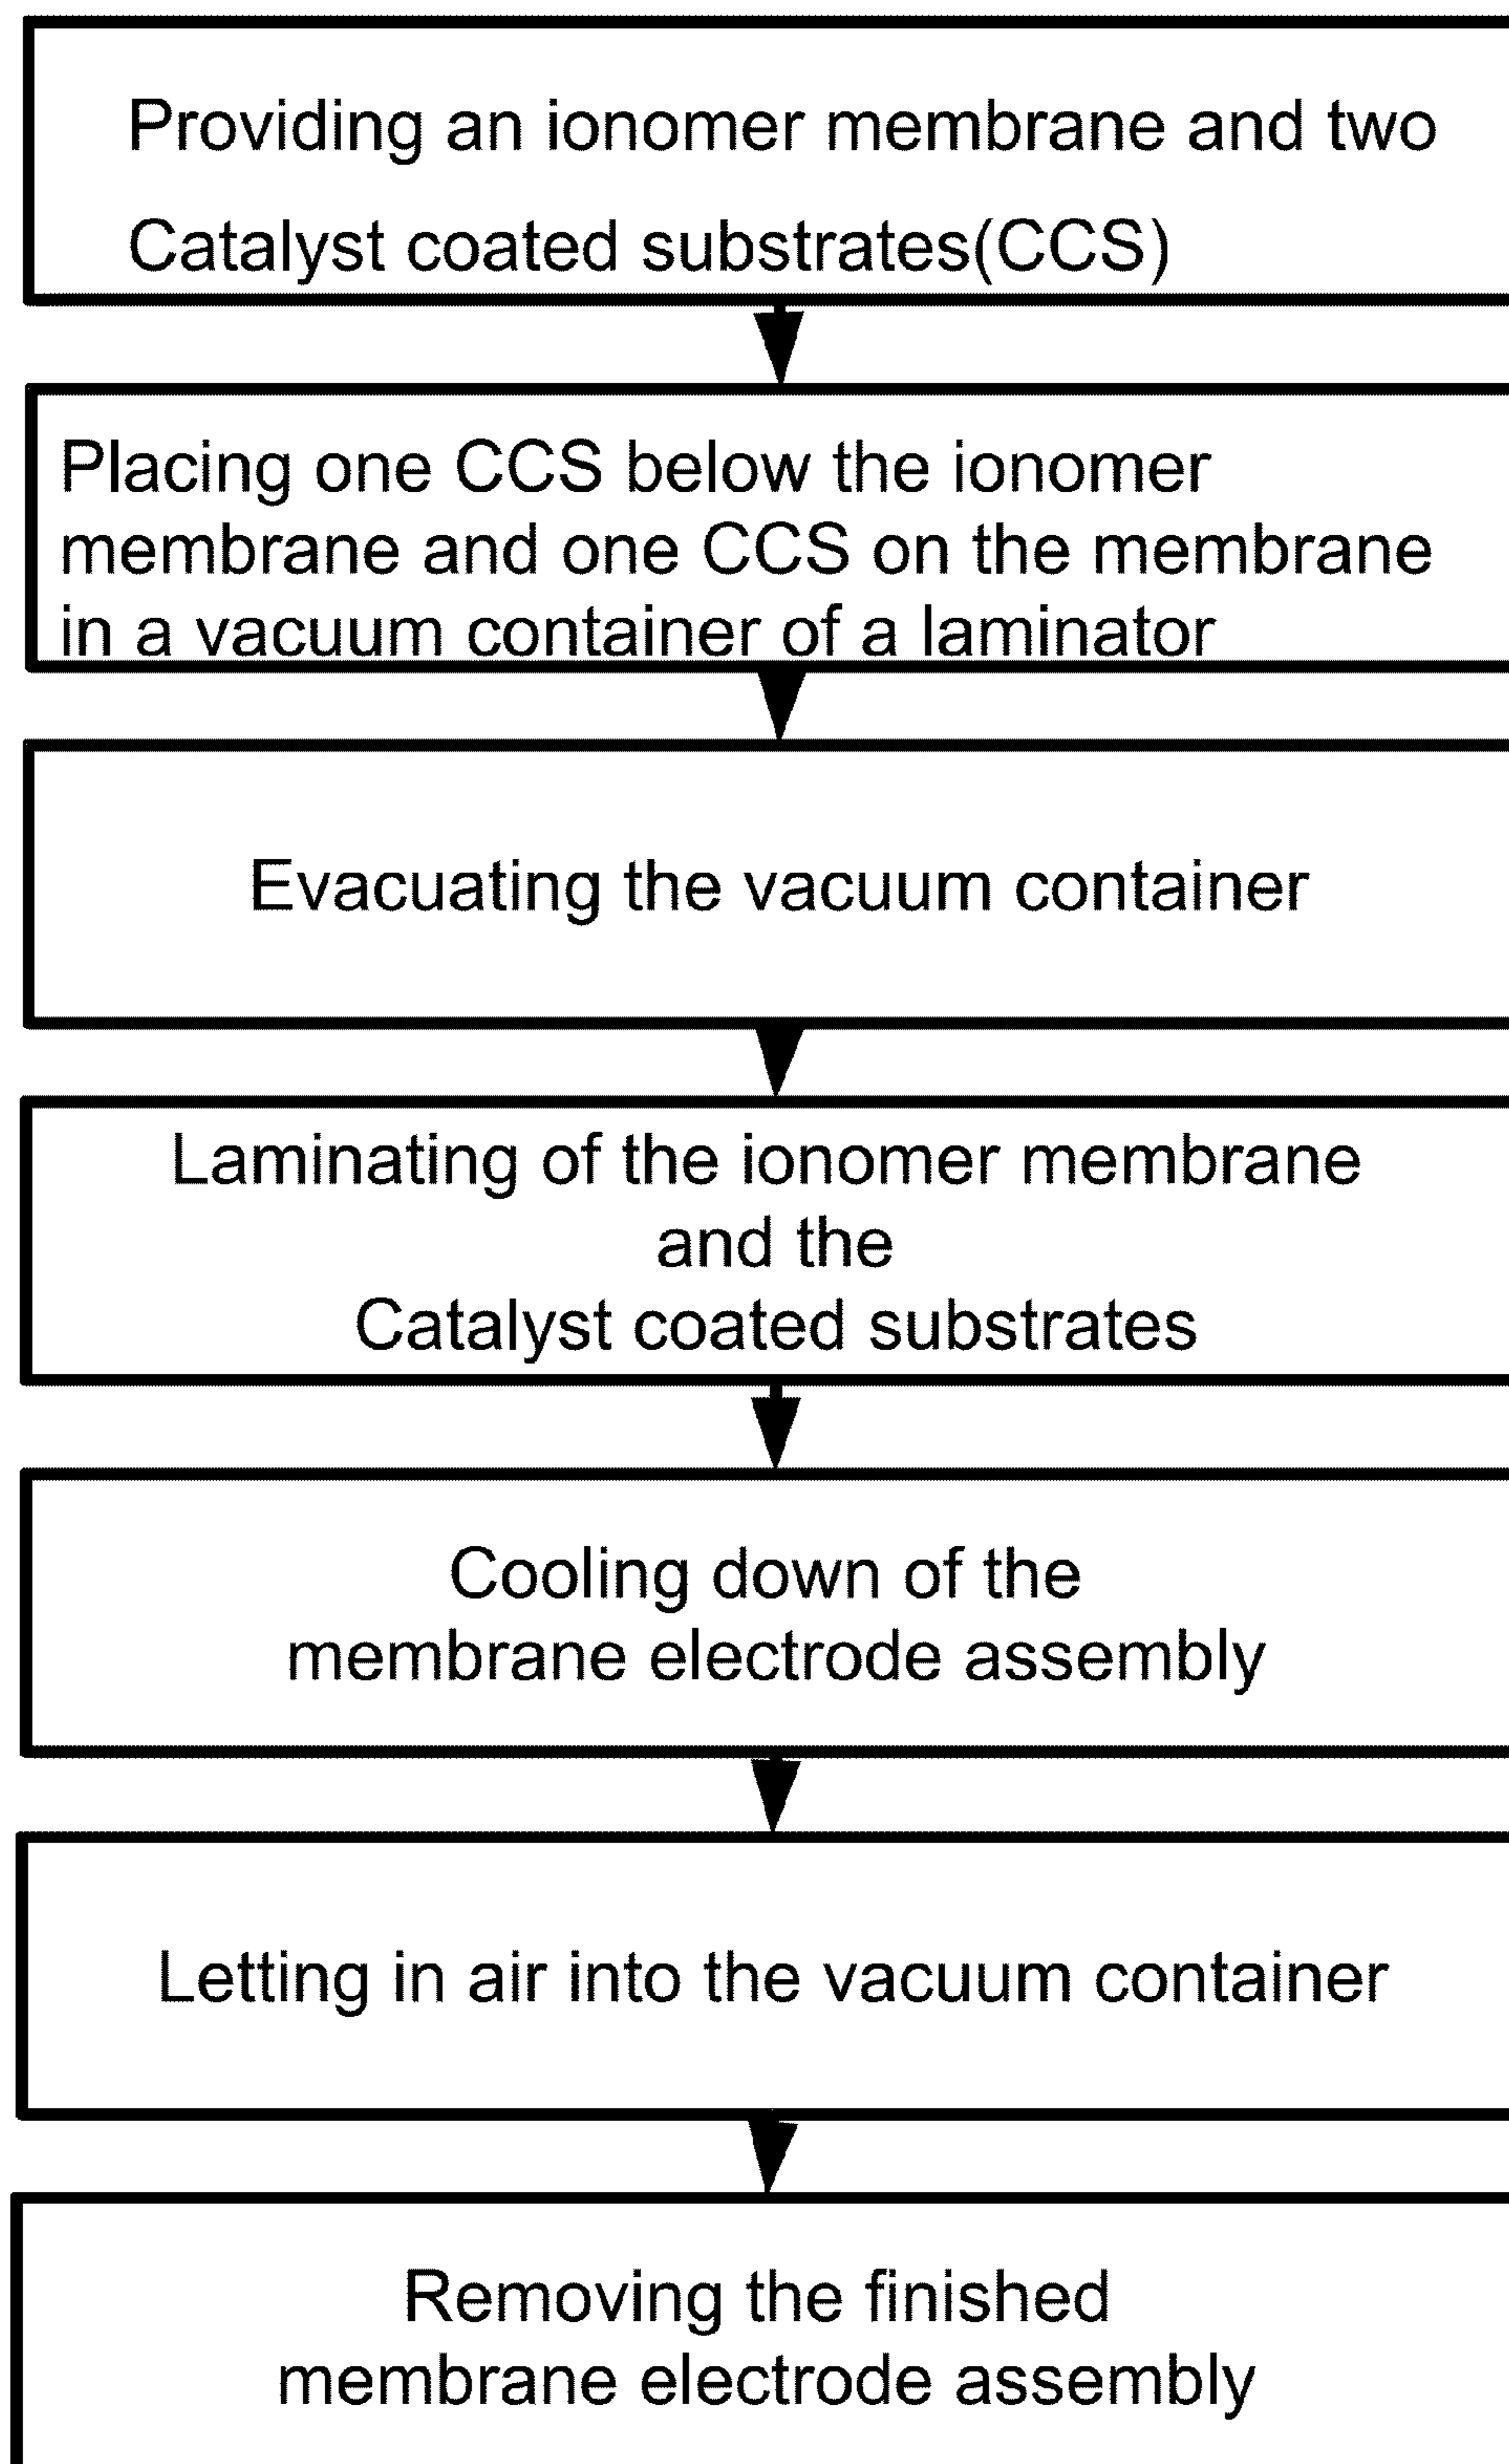 Providing an ionomer membrane and two
Catalyst coated substrates(CCS)
Placing one CCS below the ionomer
membrane and one CCS on the membrane
in a vacuum container of a laminator
Evacuating the vacuum container
Laminating of the ionomer membrane
and the
Catalyst coated substrates
Cooling down of the
membrane electrode assembly
Letting in air into the vacuum container
Removing the finished
membrane electrode assembly